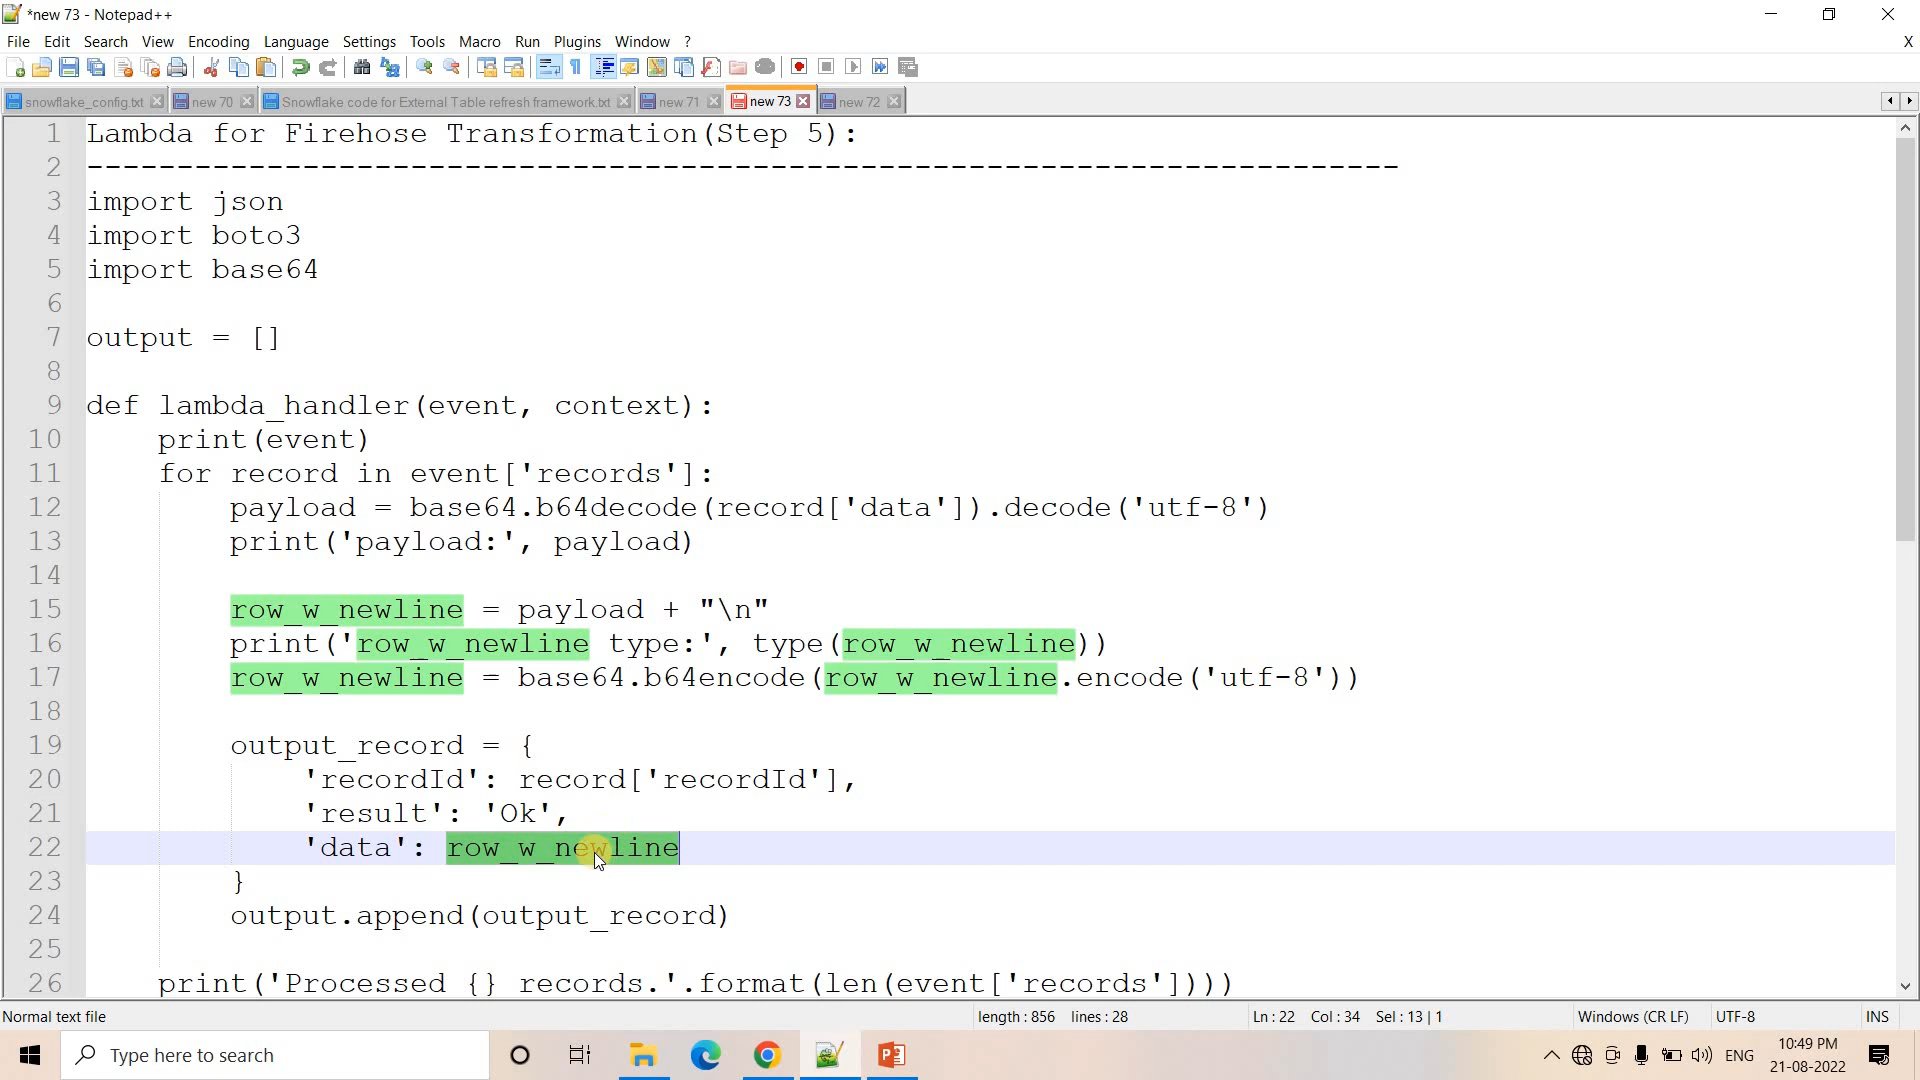 *new 73 - Notepad++
File Edit Search View Encoding Language Settings Tools Macro Run Plugins Window ? X
snowflake_config.txt new 70 Snowflake code for External Table refresh framework.txt new 71 new 73 new 72
1 Lambda for Firehose Transformation(Step 5):
2 -------------------------------------------------------------------------
3 import json
4 import boto3
5 import base64
6
7 output = []
8
9 def lambda_handler(event, context):
10 print(event)
11 for record in event['records']:
12 payload = base64.b64decode(record['data']).decode('utf-8')
13 print('payload:', payload)
14
15 row_w_newline = payload + "\n"
16 print('row_w_newline type:', type(row_w_newline))
17 row_w_newline = base64.b64encode(row_w_newline.encode('utf-8'))
18
19 output_record = {
20 'recordId': record['recordId'],
21 'result': 'Ok',
22 'data': row_w_newline
23 }
24 output.append(output_record)
25
26 print('Processed {} records.'.format(len(event['records'])))
Normal text file length : 856 lines : 28 Ln : 22 Col : 34 Sel : 13 | 1 Windows (CR LF) UTF-8 INS
Type here to search ENG 10:49 PM
21-08-2022